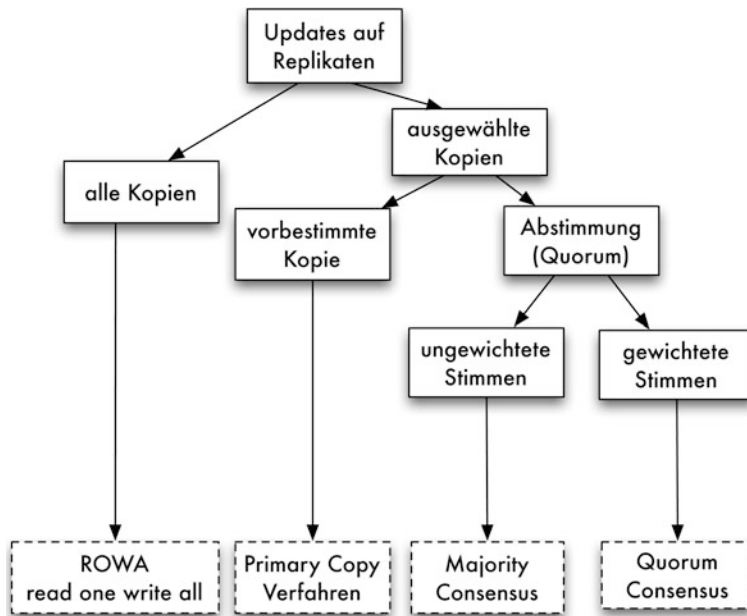 Updates auf
Replikaten
ausgewählte
Kopien
alle Kopien
vorbestimmte
Kopie
Abstimmung
(Quorum)
ungewichtete
Stimmen
gewichtete
Stimmen
ROWA
read one write all
Primary Copy
Verfahren
Majority
Consensus
Quorum
Consensus